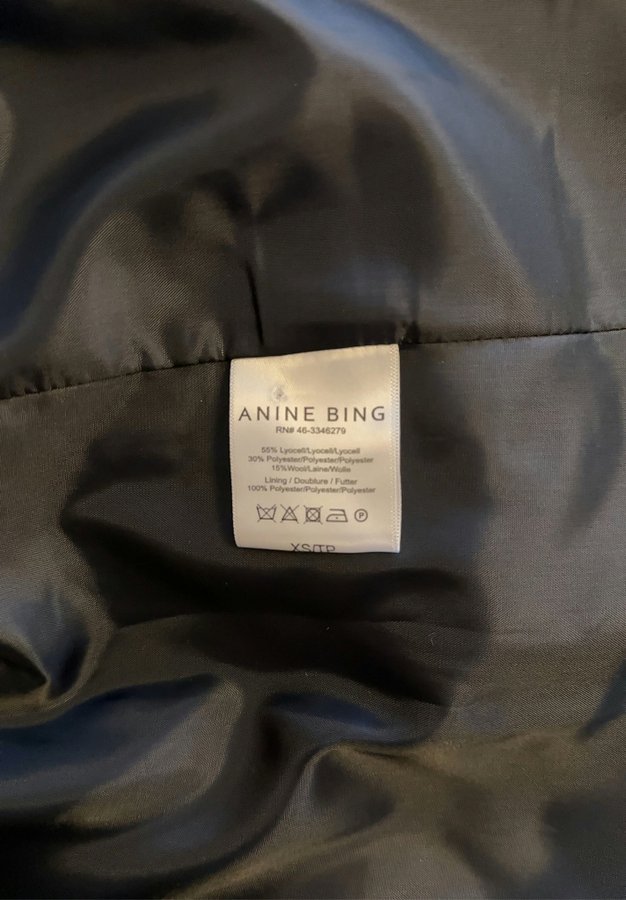 ANINE BING
RN# 46-3346279
55% Lyocell/Lyocell/Lyocell
30% Polyester/Polyester/Polyester
15%Wool/Laine/Wolle
Lining / Doublure / Futter
100% Polyester/Polyester/Polyester
P
XS/TP